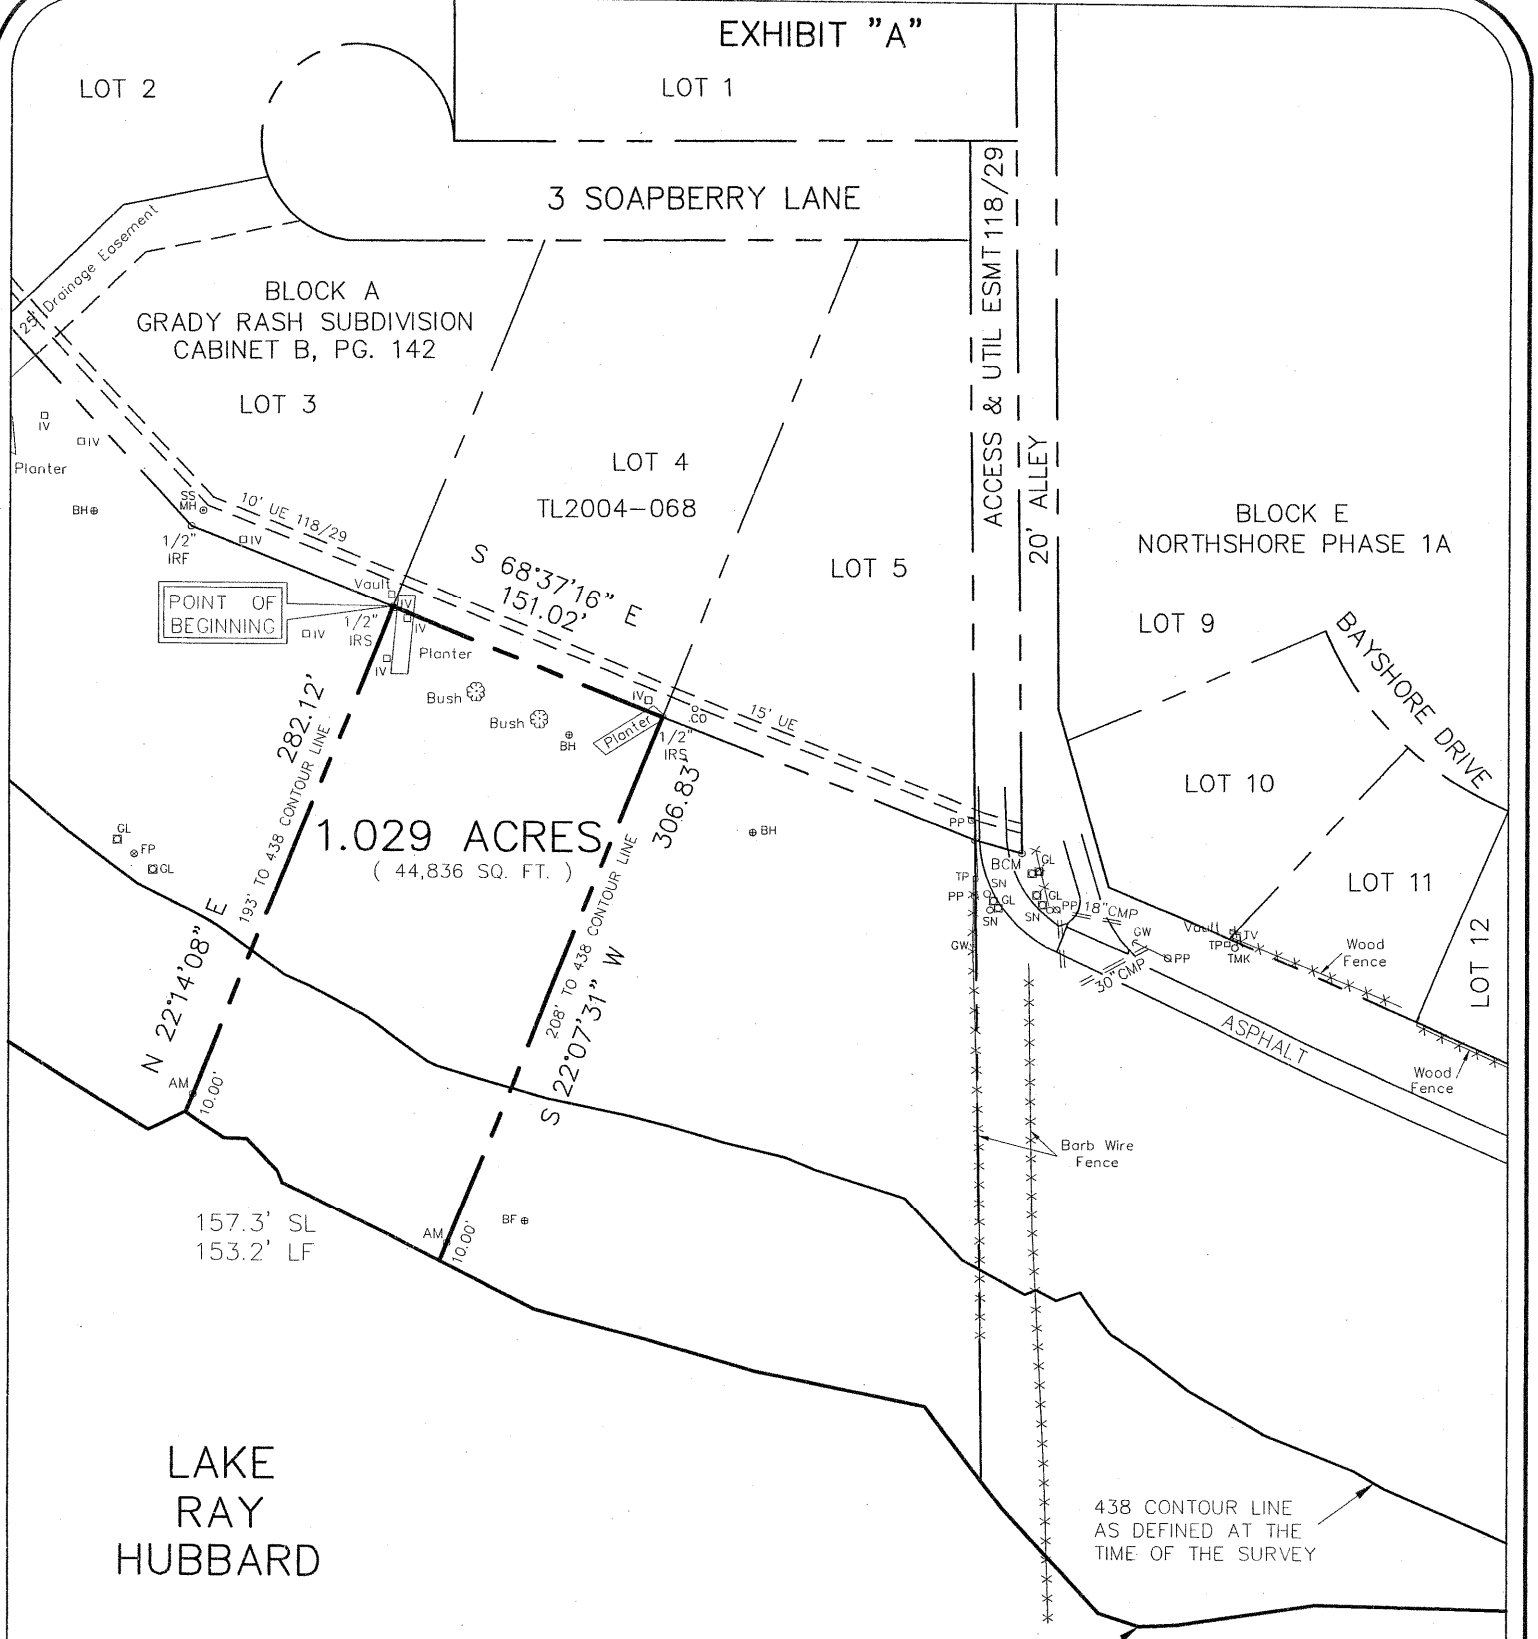 EXHIBIT "A"
LOT 2
LOT 1
3 SOAPBERRY LANE
ACCESS & UTIL ESMT 118/29
20' ALLEY
25' Drainage Easement
BLOCK A
GRADY RASH SUBDIVISION
CABINET B, PG. 142
LOT 3
LOT 4
TL2004-068
LOT 5
BLOCK E
NORTHSHORE PHASE 1A
LOT 9
BAYSHORE DRIVE
LOT 10
LOT 11
LOT 12
IV
IV
Planter
BH
SS
MH
10' UE 118/29
1/2"
IRF
IV
S 68°37'16" E
151.02'
Vault
POINT OF
BEGINNING
IV
1/2"
IRS
IV
IV
IV
Planter
Bush
Bush
BH
IV
Planter
CO
1/2"
IRS
15' UE
282.12'
193' TO 438 CONTOUR LINE
N 22°14'08" E
306.83'
208' TO 438 CONTOUR LINE
S 22°07'31" W
1.029 ACRES
( 44,836 SQ. FT. )
BH
GL
FP
GL
PP
BCM
GL
TP
SN
PP
GL
GL
PP
SN
SN
18"CMP
GW
GW
PP
30"CMP
Vault
TV
TP
TMK
Wood
Fence
ASPHALT
Wood
Fence
AM
10.00'
Barb Wire
Fence
157.3' SL
153.2' LF
AM
10.00'
BF
LAKE
RAY
HUBBARD
438 CONTOUR LINE
AS DEFINED AT THE
TIME OF THE SURVEY